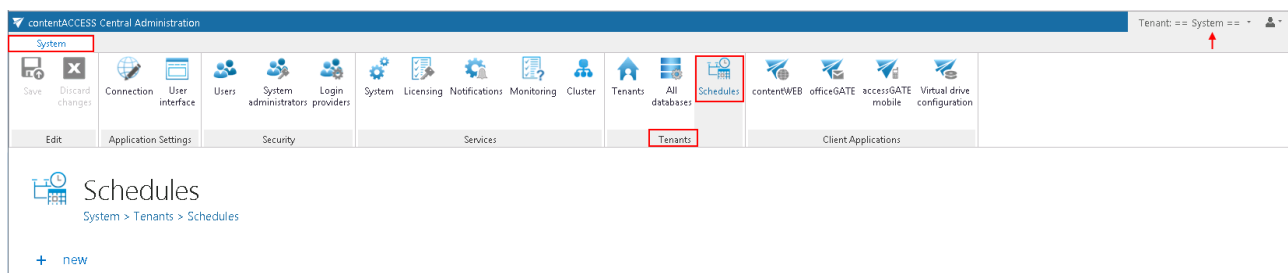 contentACCESS Central Administration
Tenant: == System ==
System
Save Discard changes Connection User interface Users System administrators Login providers System Licensing Notifications Monitoring Cluster Tenants All databases Schedules contentWEB officeGATE accessGATE mobile Virtual drive configuration
Edit Application Settings Security Services Tenants Client Applications
Schedules
System > Tenants > Schedules
+ new